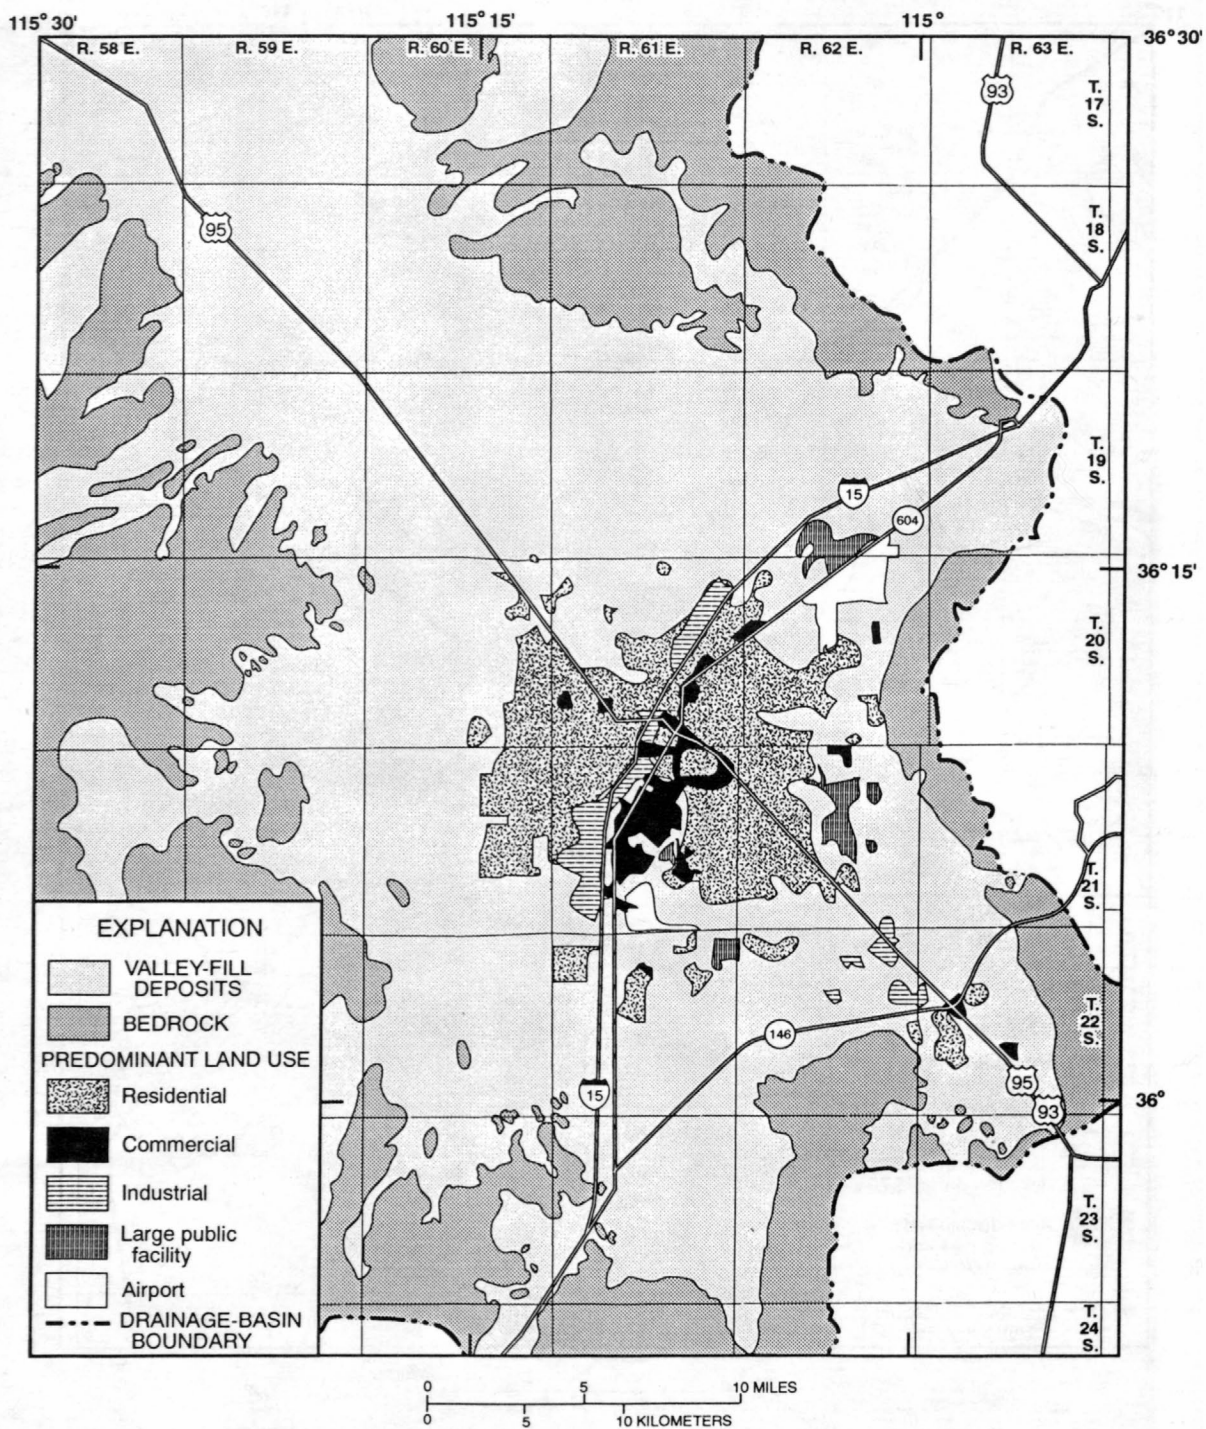 115° 30'
115° 15'
115°
R. 58 E.
R. 59 E.
R. 60 E.
R. 61 E.
R. 62 E.
R. 63 E.
36° 30'
93
T.
17
S.
95
T.
18
S.
T.
19
S.
15
604
36° 15'
T.
20
S.
T.
21
S.
EXPLANATION
VALLEY-FILL
DEPOSITS
BEDROCK
PREDOMINANT LAND USE
Residential
Commercial
Industrial
Large public
facility
Airport
DRAINAGE-BASIN
BOUNDARY
T.
22
S.
146
95
93
15
36°
T.
23
S.
T.
24
S.
0
5
10 MILES
0
5
10 KILOMETERS